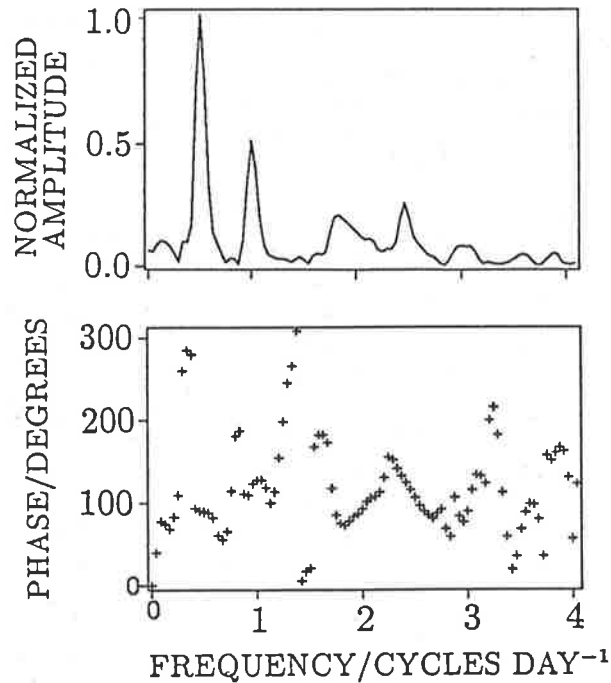 NORMALIZED
AMPLITUDE
1.0
0.5
0.0
PHASE/DEGREES
300
200
100
0
0 1 2 3 4
FREQUENCY/CYCLES DAY⁻¹